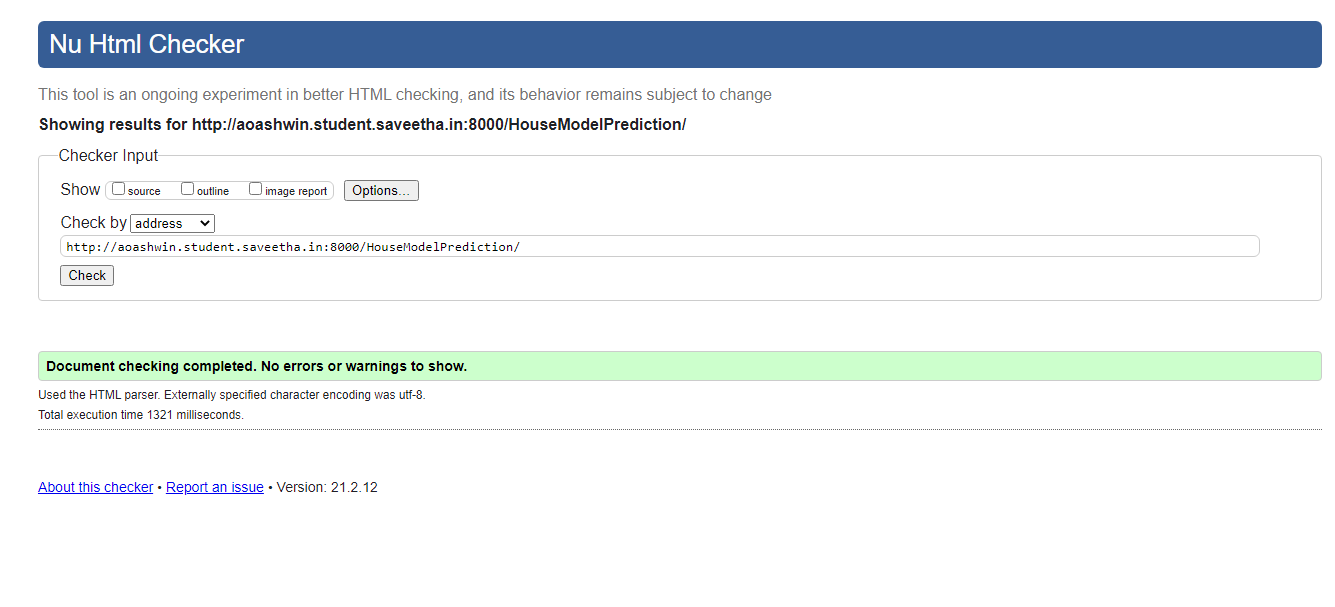 Nu Html Checker
This tool is an ongoing experiment in better HTML checking, and its behavior remains subject to change
Showing results for http://aoashwin.student.saveetha.in:8000/HouseModelPrediction/
Checker Input
Show source outline image report Options...
Check by address
http://aoashwin.student.saveetha.in:8000/HouseModelPrediction/
Check
Document checking completed. No errors or warnings to show.
Used the HTML parser. Externally specified character encoding was utf-8.
Total execution time 1321 milliseconds.
About this checker • Report an issue • Version: 21.2.12